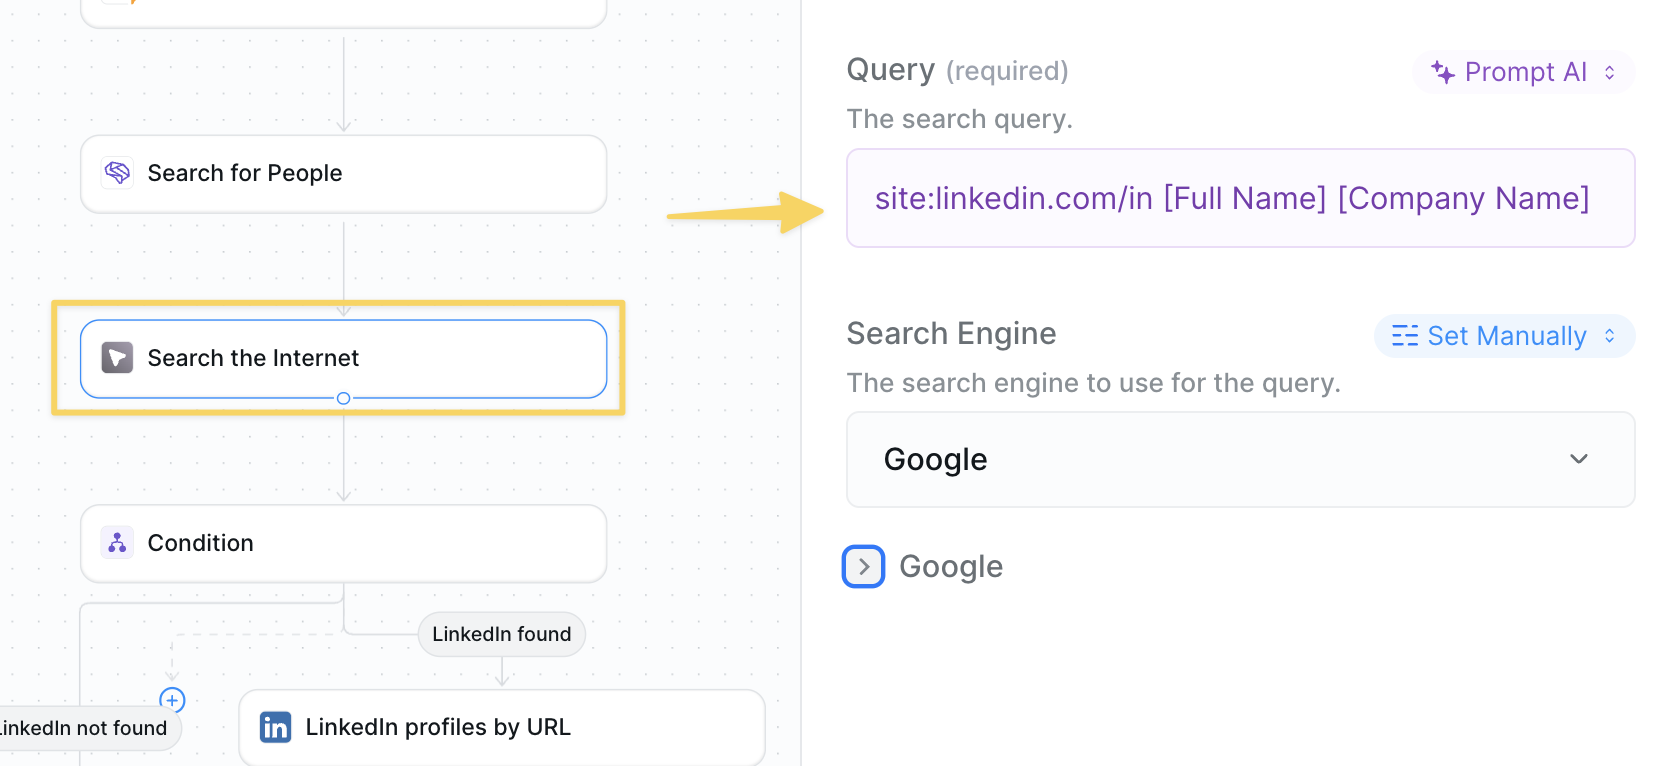 Search for People
Search the Internet
Condition
LinkedIn found
LinkedIn not found
in LinkedIn profiles by URL
Query (required)
Prompt AI
The search query.
site:linkedin.com/in [Full Name] [Company Name]
Search Engine
Set Manually
The search engine to use for the query.
Google
Google